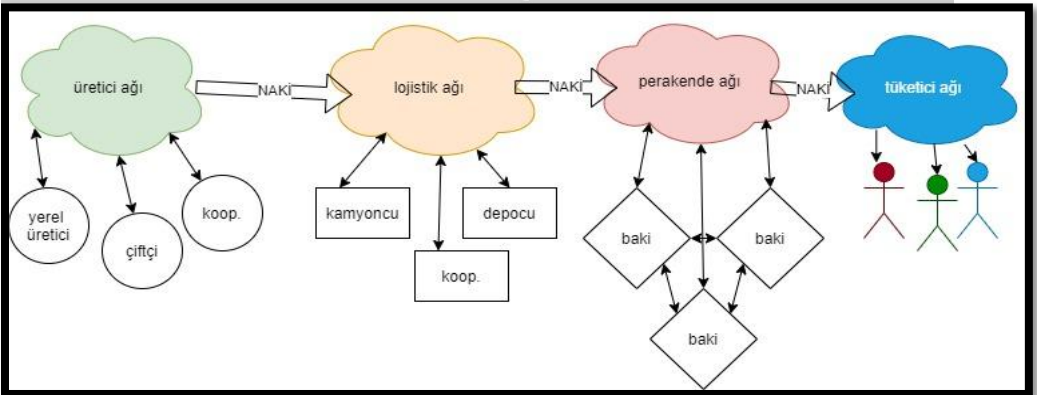 üretici ağı
NAKİ
lojistik ağı
NAKİ
perakende ağı
NAKİ
tüketici ağı
yerel
üretici
çiftçi
koop.
kamyoncu
koop.
depocu
baki
baki
baki